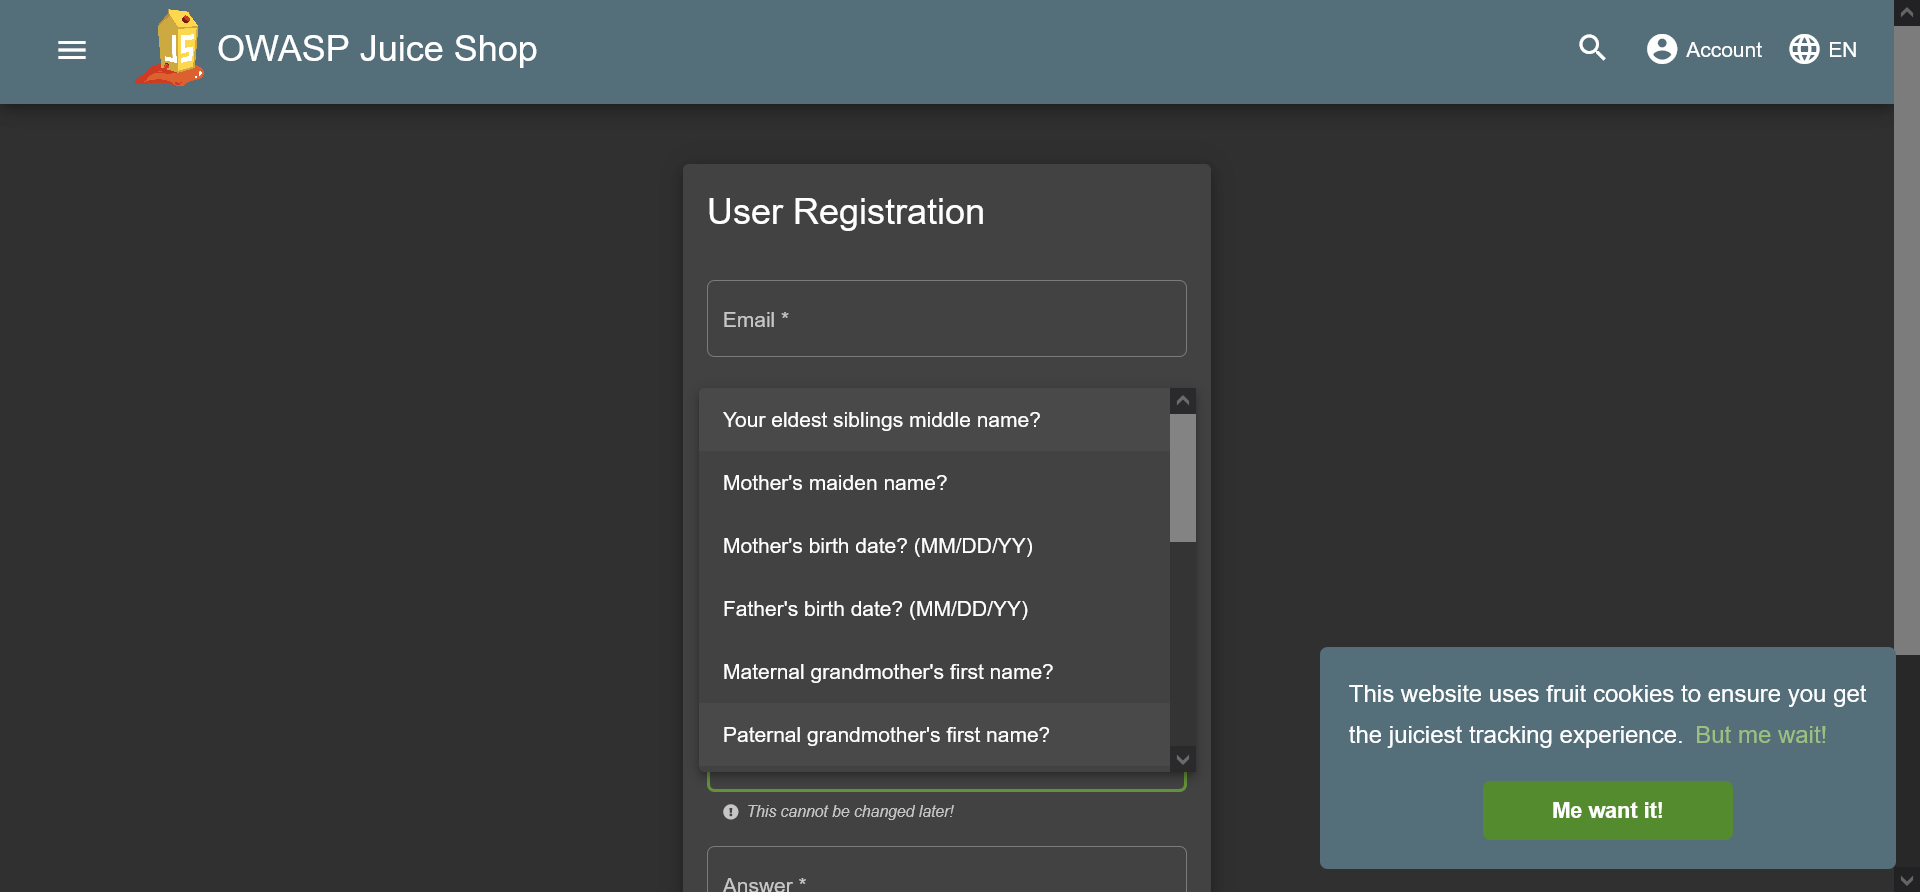 OWASP Juice Shop
Account
EN
User Registration
Email *
Your eldest siblings middle name?
Mother's maiden name?
Mother's birth date? (MM/DD/YY)
Father's birth date? (MM/DD/YY)
Maternal grandmother's first name?
Paternal grandmother's first name?
This cannot be changed later!
Answer *
This website uses fruit cookies to ensure you get
the juiciest tracking experience. But me wait!
Me want it!